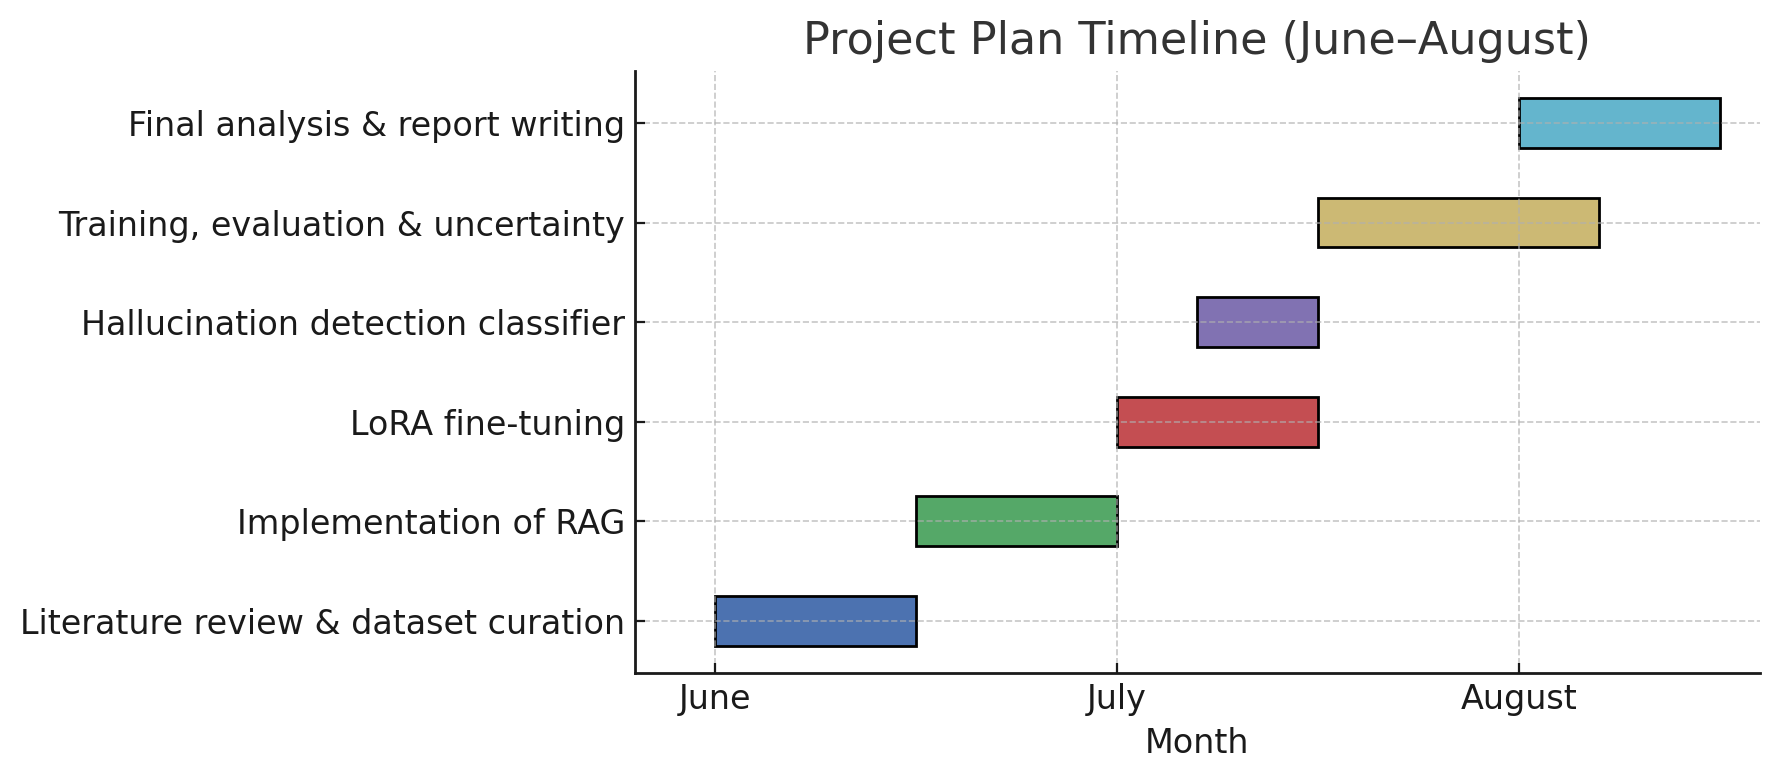 Project Plan Timeline (June–August)
Final analysis & report writing
Training, evaluation & uncertainty
Hallucination detection classifier
LoRA fine-tuning
Implementation of RAG
Literature review & dataset curation
June
July
August
Month